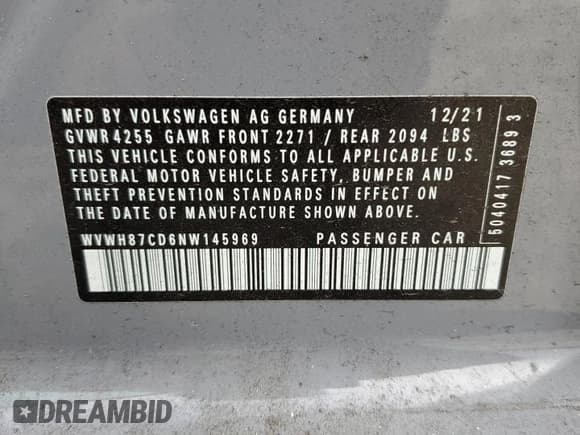 MFD BY VOLKSWAGEN AG GERMANY 12/21
GVWR 4255 GAWR FRONT 2271 / REAR 2094 LBS
THIS VEHICLE CONFORMS TO ALL APPLICABLE U.S.
FEDERAL MOTOR VEHICLE SAFETY, BUMPER AND
THEFT PREVENTION STANDARDS IN EFFECT ON
THE DATE OF MANUFACTURE SHOWN ABOVE.
WVWH87CD6NW145969 PASSENGER CAR
5040417 3689 3
DREAMBID